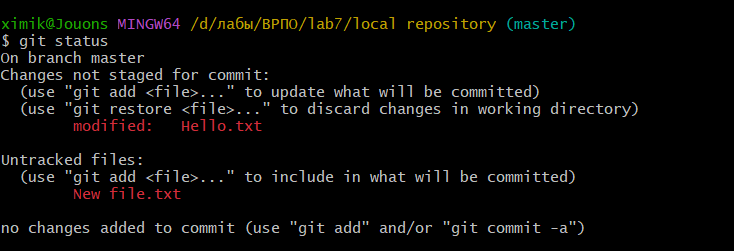 ximik@Jouons MINGW64 /d/лабы/ВРПО/lab7/local repository (master)
$ git status
On branch master
Changes not staged for commit:
  (use "git add <file>..." to update what will be committed)
  (use "git restore <file>..." to discard changes in working directory)
        modified:   Hello.txt

Untracked files:
  (use "git add <file>..." to include in what will be committed)
        New file.txt

no changes added to commit (use "git add" and/or "git commit -a")